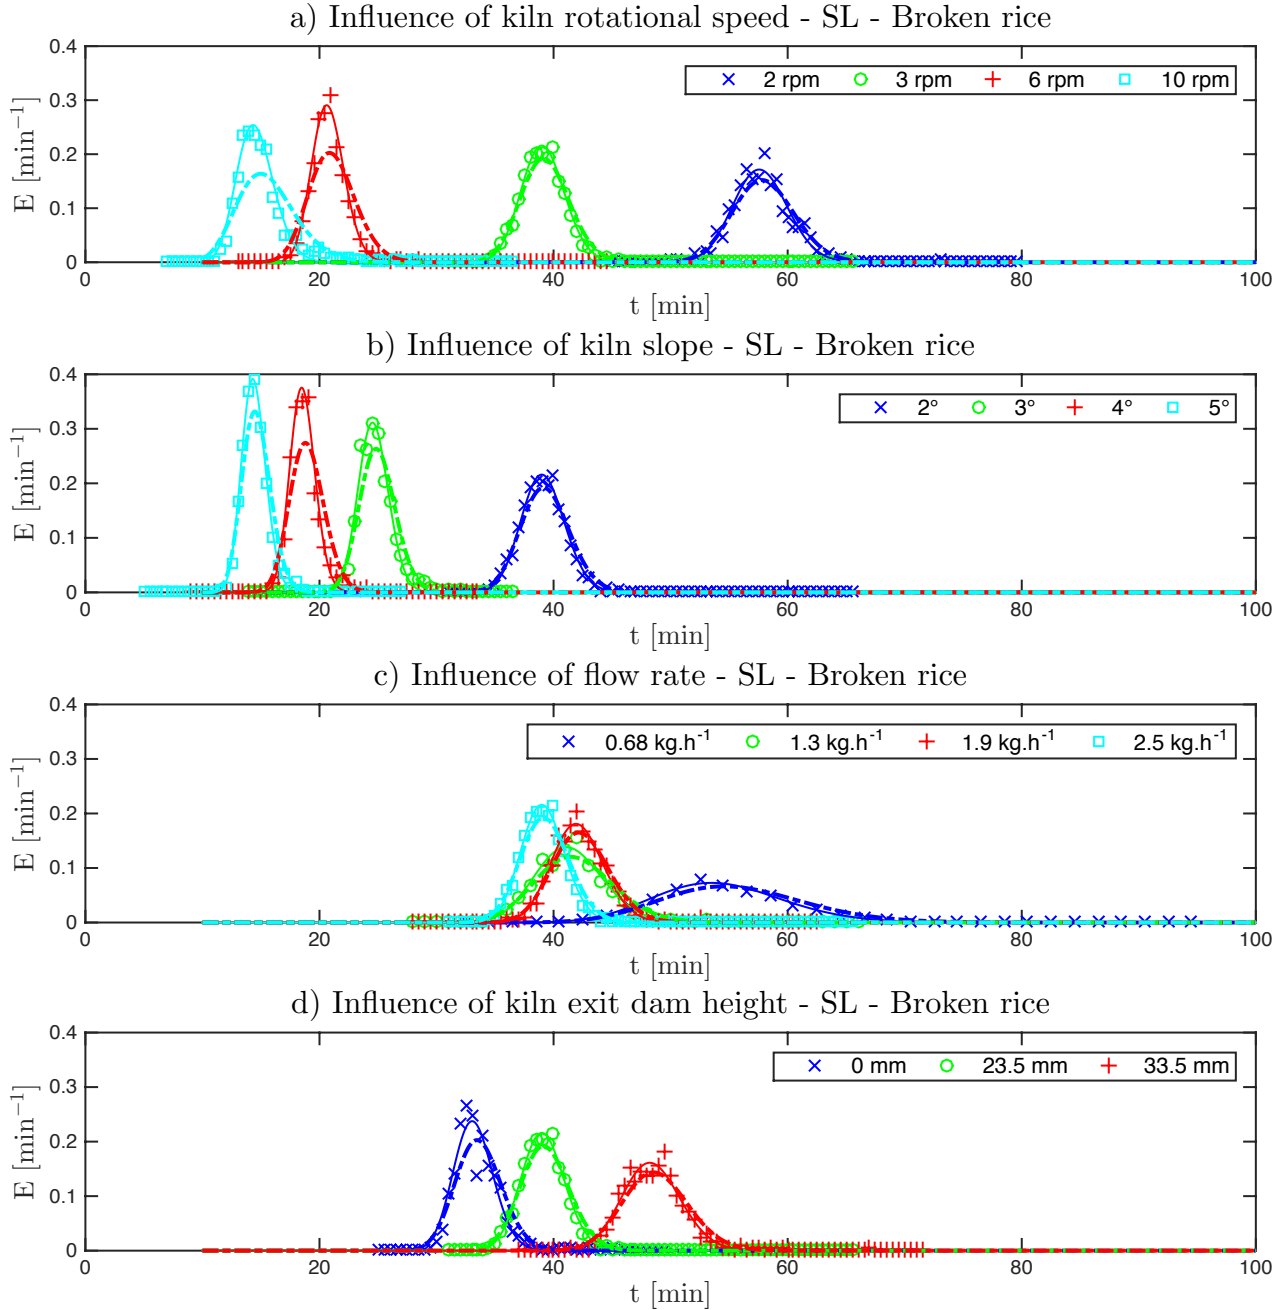 a) Influence of kiln rotational speed - SL - Broken rice
0.4
0.3
0.2
0.1
0
E [min⁻¹]
2 rpm 3 rpm 6 rpm 10 rpm
0 20 40 60 80 100
t [min]
b) Influence of kiln slope - SL - Broken rice
0.4
0.3
0.2
0.1
0
E [min⁻¹]
2° 3° 4° 5°
0 20 40 60 80 100
t [min]
c) Influence of flow rate - SL - Broken rice
0.4
0.3
0.2
0.1
0
E [min⁻¹]
0.68 kg.h⁻¹ 1.3 kg.h⁻¹ 1.9 kg.h⁻¹ 2.5 kg.h⁻¹
0 20 40 60 80 100
t [min]
d) Influence of kiln exit dam height - SL - Broken rice
0.4
0.3
0.2
0.1
0
E [min⁻¹]
0 mm 23.5 mm 33.5 mm
0 20 40 60 80 100
t [min]